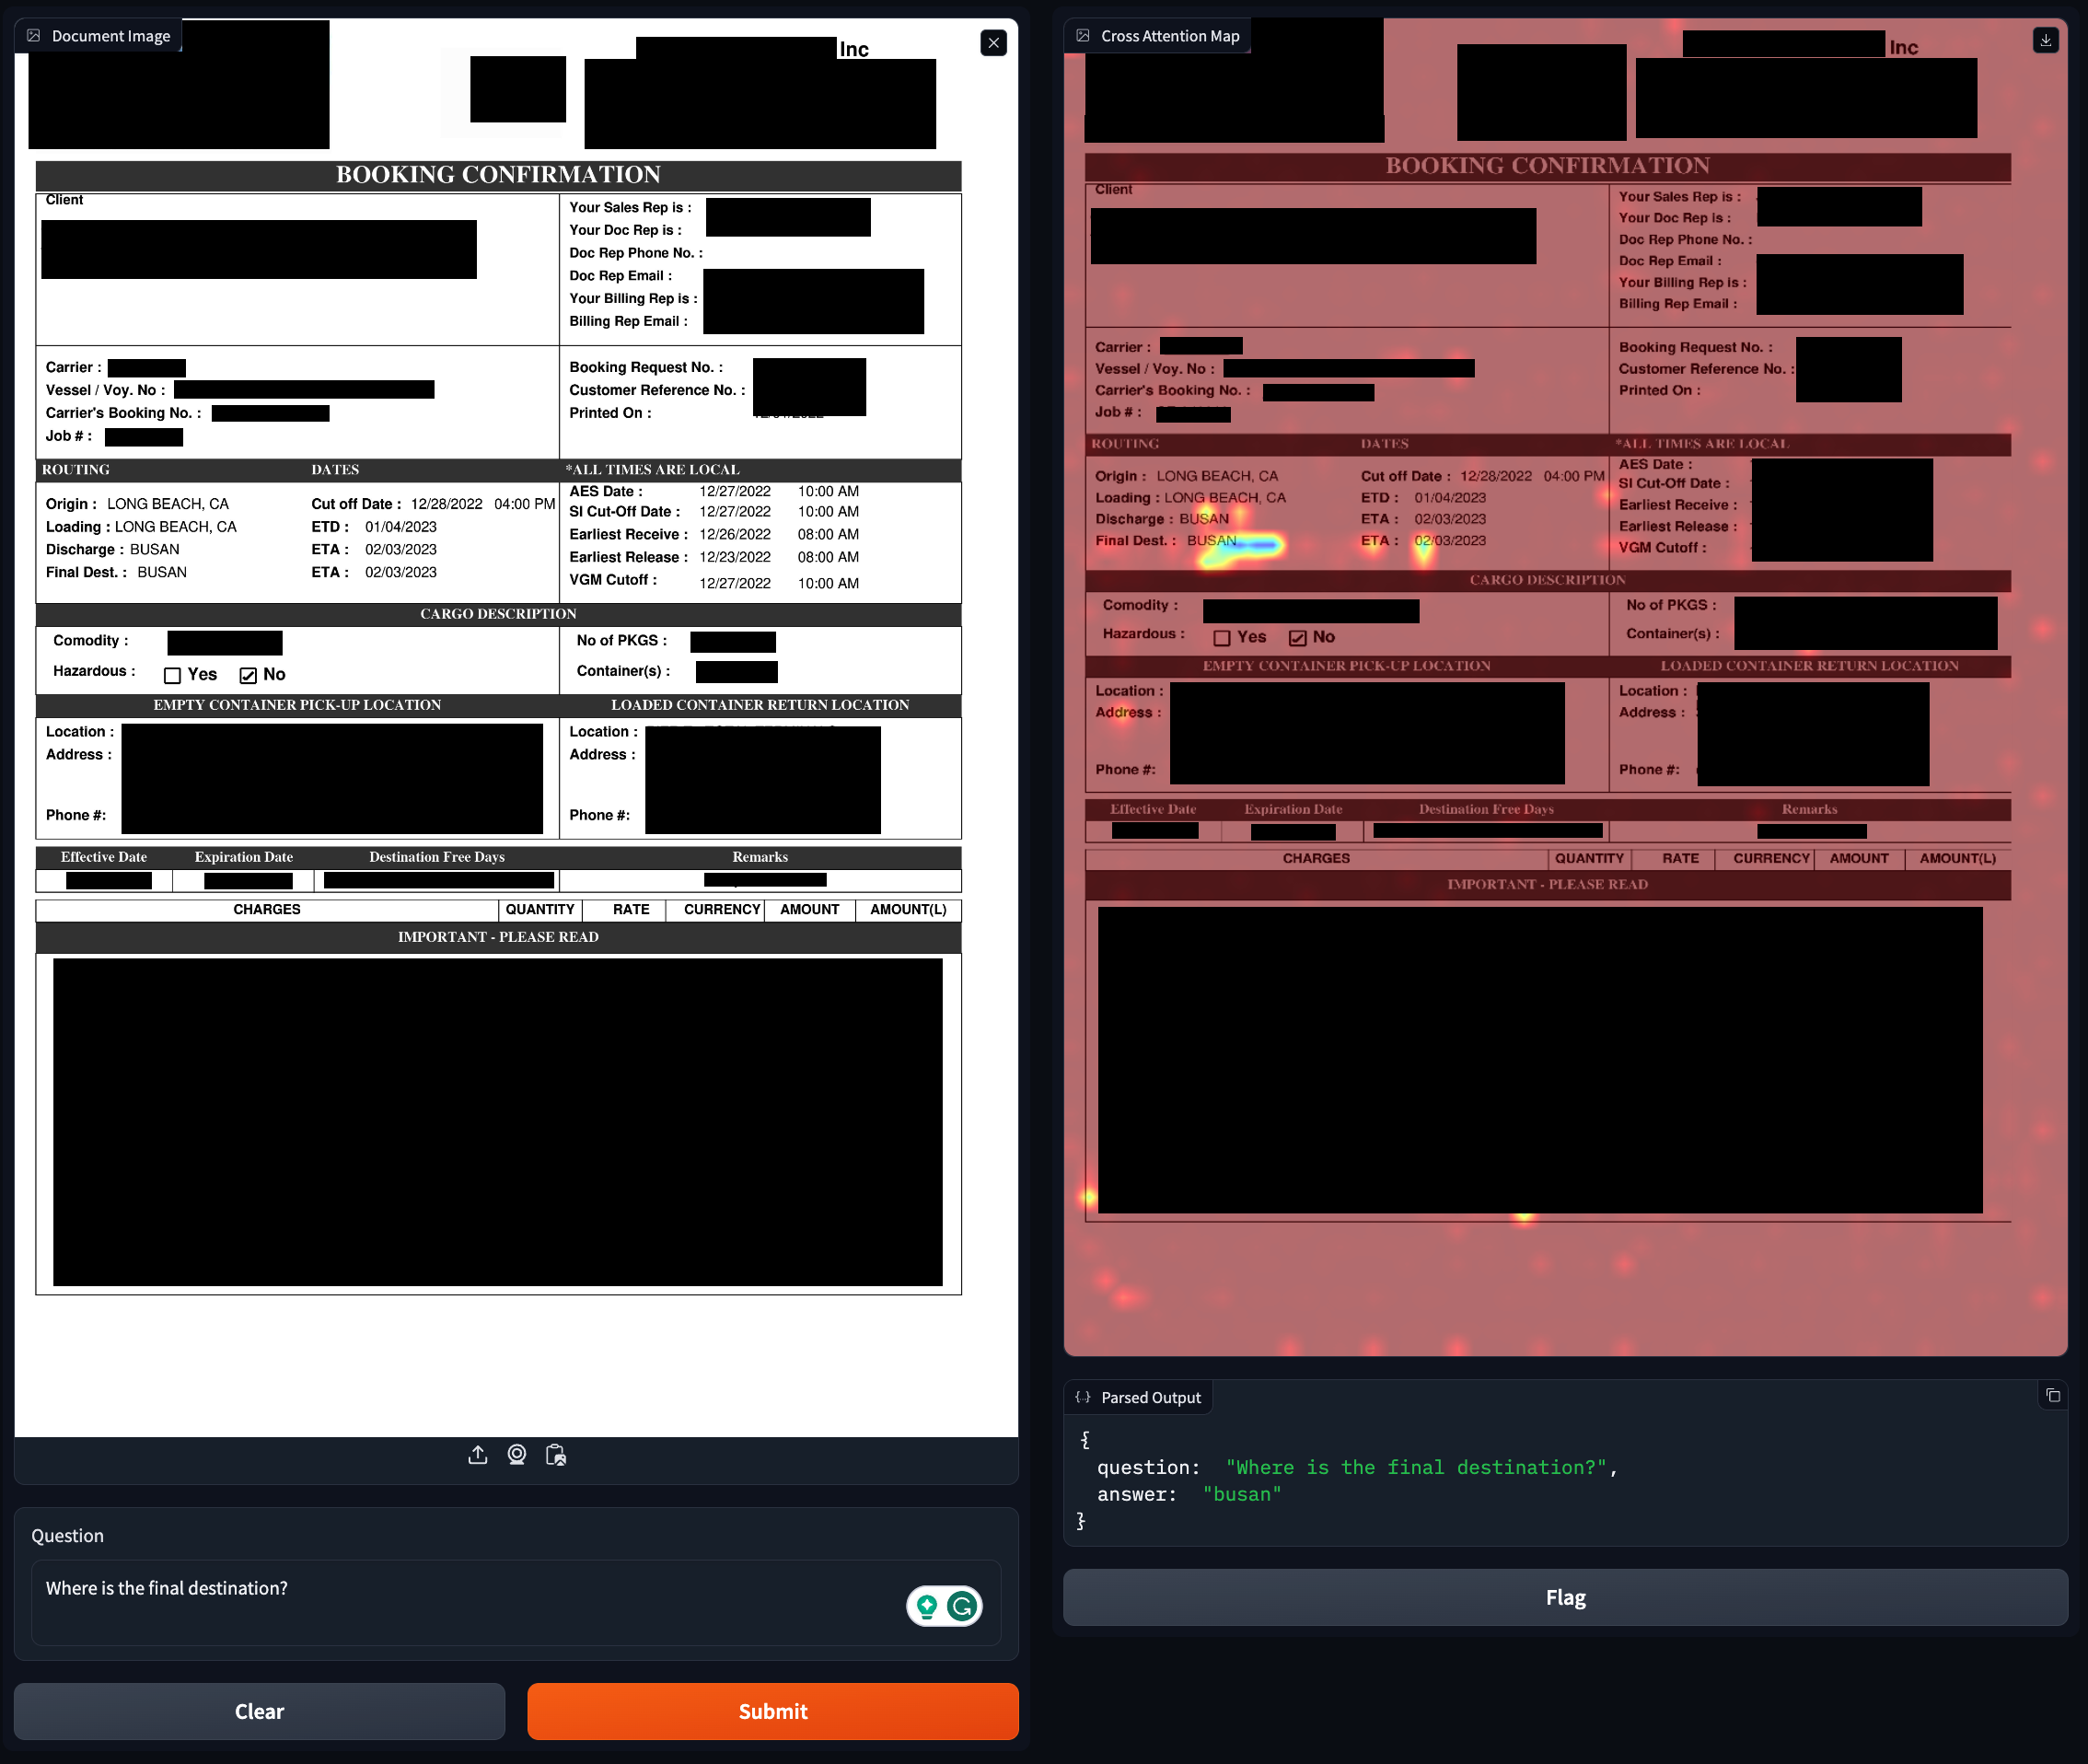 Document Image
Inc
BOOKING CONFIRMATION
Client
Your Sales Rep is :
Your Doc Rep is :
Doc Rep Phone No. :
Doc Rep Email :
Your Billing Rep is :
Billing Rep Email :
Carrier :
Vessel / Voy. No :
Carrier's Booking No. :
Job # :
Booking Request No. :
Customer Reference No. :
Printed On :
ROUTING DATES *ALL TIMES ARE LOCAL
Origin : LONG BEACH, CA Cut off Date : 12/28/2022 04:00 PM
Loading : LONG BEACH, CA ETD : 01/04/2023
Discharge : BUSAN ETA : 02/03/2023
Final Dest. : BUSAN ETA : 02/03/2023
AES Date : 12/27/2022 10:00 AM
SI Cut-Off Date : 12/27/2022 10:00 AM
Earliest Receive : 12/26/2022 08:00 AM
Earliest Release : 12/23/2022 08:00 AM
VGM Cutoff : 12/27/2022 10:00 AM
CARGO DESCRIPTION
Comodity : No of PKGS :
Hazardous : Yes No Container(s) :
EMPTY CONTAINER PICK-UP LOCATION LOADED CONTAINER RETURN LOCATION
Location : Location :
Address : Address :
Phone #: Phone #:
Effective Date Expiration Date Destination Free Days Remarks
CHARGES QUANTITY RATE CURRENCY AMOUNT AMOUNT(L)
IMPORTANT - PLEASE READ
Question
Where is the final destination?
Clear Submit
Cross Attention Map
Inc
BOOKING CONFIRMATION
Client
Your Sales Rep is :
Your Doc Rep is :
Doc Rep Phone No. :
Doc Rep Email :
Your Billing Rep is :
Billing Rep Email :
Carrier :
Vessel / Voy. No :
Carrier's Booking No. :
Job # :
Booking Request No. :
Customer Reference No. :
Printed On :
ROUTING DATES *ALL TIMES ARE LOCAL
Origin : LONG BEACH, CA Cut off Date : 12/28/2022 04:00 PM
Loading : LONG BEACH, CA ETD : 01/04/2023
Discharge : BUSAN ETA : 02/03/2023
Final Dest. : BUSAN ETA : 02/03/2023
AES Date :
SI Cut-Off Date :
Earliest Receive :
Earliest Release :
VGM Cutoff :
CARGO DESCRIPTION
Comodity : No of PKGS :
Hazardous : Yes No Container(s) :
EMPTY CONTAINER PICK-UP LOCATION LOADED CONTAINER RETURN LOCATION
Location : Location :
Address : Address :
Phone #: Phone #:
Effective Date Expiration Date Destination Free Days Remarks
CHARGES QUANTITY RATE CURRENCY AMOUNT AMOUNT(L)
IMPORTANT - PLEASE READ
Parsed Output
{
question: "Where is the final destination?",
answer: "busan"
}
Flag